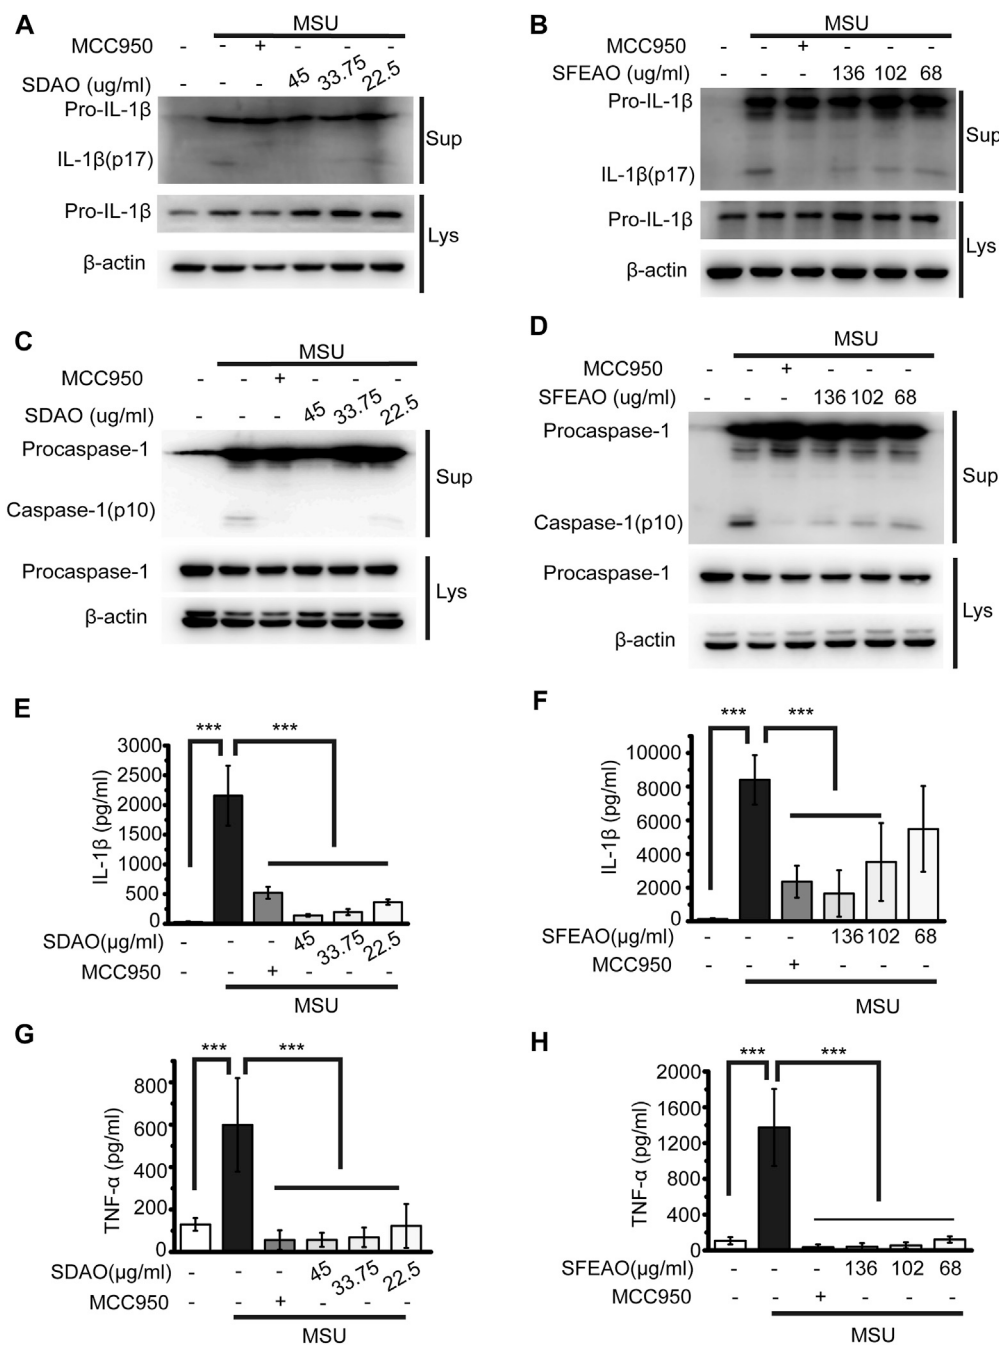 A
MSU
MCC950
- - + - - -
SDAO (ug/ml)
- - - 45 33.75 22.5
Pro-IL-1β
IL-1β(p17)
Sup
Pro-IL-1β
β-actin
Lys
B
MSU
MCC950
- - + - - -
SFEAO (ug/ml)
- - - 136 102 68
Pro-IL-1β
IL-1β(p17)
Sup
Pro-IL-1β
β-actin
Lys
C
MSU
MCC950
- - + - - -
SDAO (ug/ml)
- - - 45 33.75 22.5
Procaspase-1
Caspase-1(p10)
Sup
Procaspase-1
β-actin
Lys
D
MSU
MCC950
- - + - - -
SFEAO (ug/ml)
- - - 136 102 68
Procaspase-1
Caspase-1(p10)
Sup
Procaspase-1
β-actin
Lys
E
*** ***
IL-1β (pg/ml)
3000
2500
2000
1500
1000
500
0
SDAO(μg/ml)
- - - 45 33.75 22.5
MCC950
- - + - - -
MSU
F
*** ***
IL-1β (pg/ml)
10000
8000
6000
4000
2000
0
SFEAO(μg/ml)
- - - 136 102 68
MCC950
- - + - - -
MSU
G
*** ***
TNF-α (pg/ml)
800
600
400
200
0
SDAO(μg/ml)
- - - 45 33.75 22.5
MCC950
- - + - - -
MSU
H
*** ***
TNF-α (pg/ml)
2000
1600
1200
800
400
0
SFEAO(μg/ml)
- - - 136 102 68
MCC950
- - + - - -
MSU